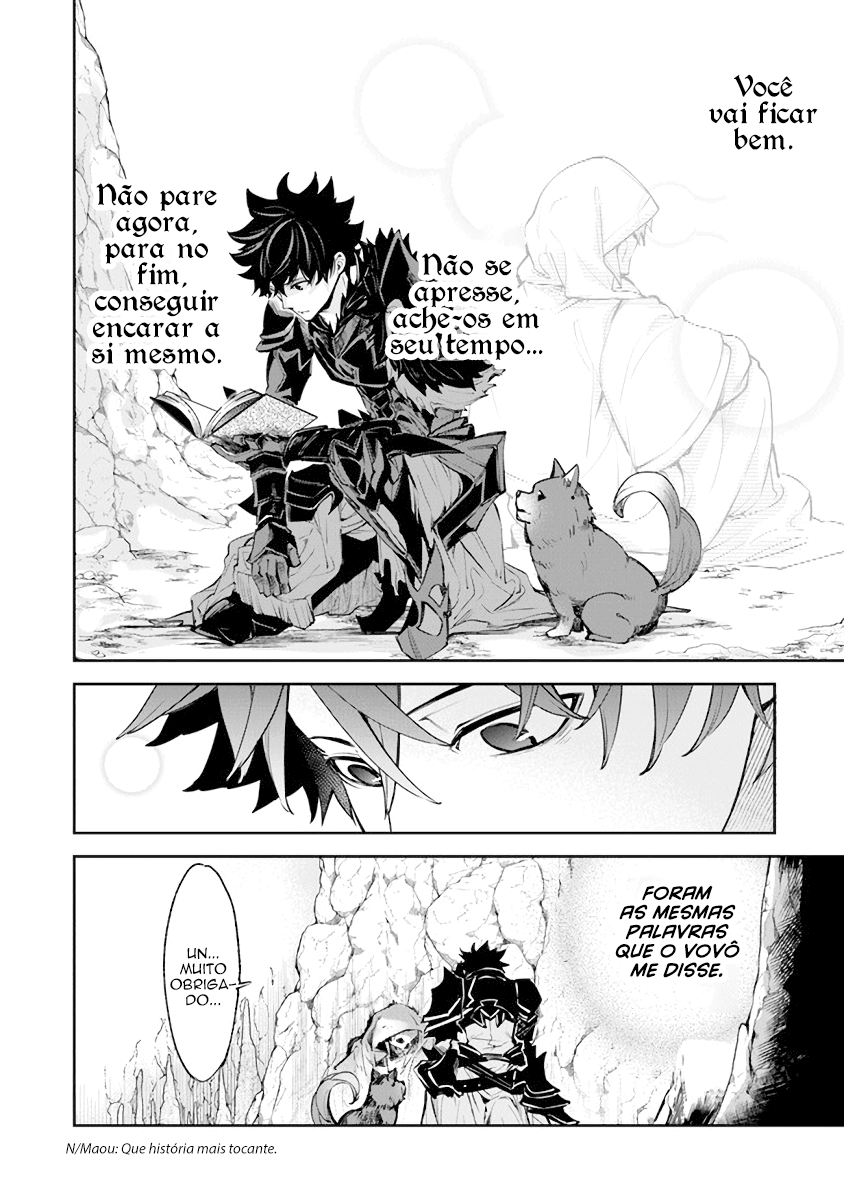 Você
vai ficar
bem.
Não se
apresse,
ache-os em
seu tempo...
Não pare
agora,
para no
fim,
conseguir
encarar a
si mesmo.
FORAM
AS MESMAS
PALAVRAS
QUE O VOVÔ
ME DISSE.
UN...
MUITO
OBRIGA-
DO...
N/Maou: Que história mais tocante.